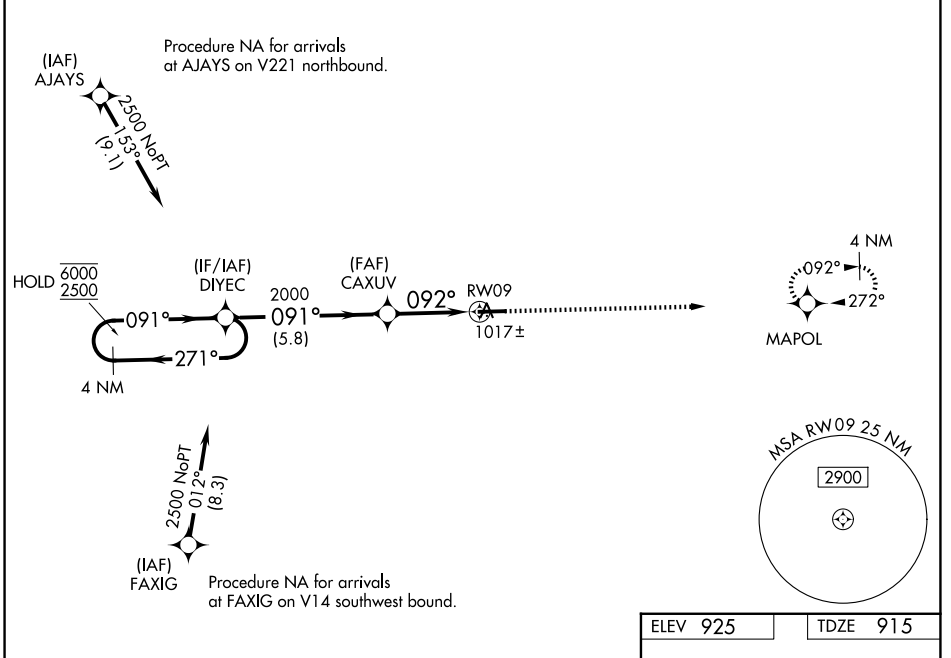 Procedure NA for arrivals
at AJAYS on V221 northbound.
(IAF)
AJAYS
2500 NoPT
153°
(9.1)
HOLD 6000
2500
(IF/IAF)
DIYEC
2000
091°
(5.8)
(FAF)
CAXUV
092°
RW09
1017±
091°
271°
4 NM
4 NM
092°
272°
MAPOL
2500 NoPT
012°
(8.3)
(IAF)
FAXIG
Procedure NA for arrivals
at FAXIG on V14 southwest bound.
MSA RW09 25 NM
2900
ELEV 925
TDZE 915